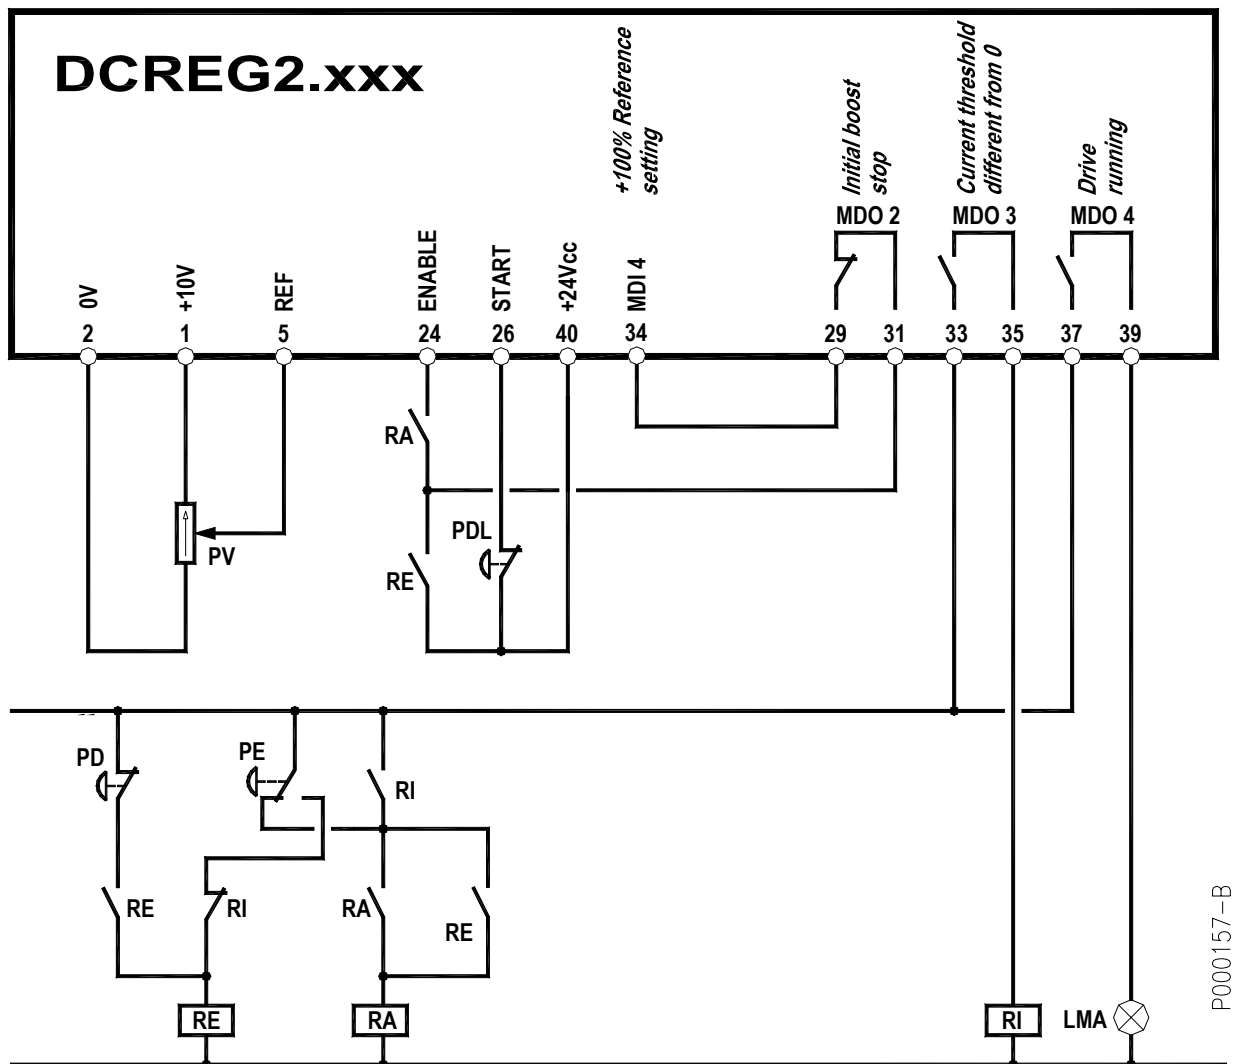 DCREG2.xxx
+100% Reference
setting
Initial boost
stop
Current threshold
different from 0
Drive
running
MDO 2
MDO 3
MDO 4
0V
+10V
REF
ENABLE
START
+24Vcc
MDI 4
2
1
5
24
26
40
34
29
31
33
35
37
39
RA
PV
PDL
RE
PD
PE
RI
RE
RI
RA
RE
RE
RA
RI
LMA
P000157-B